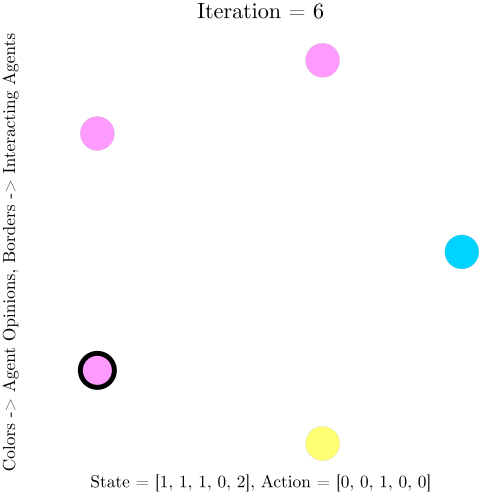 Iteration = 6
Colors -> Agent Opinions, Borders -> Interacting Agents
State = [1, 1, 1, 0, 2], Action = [0, 0, 1, 0, 0]